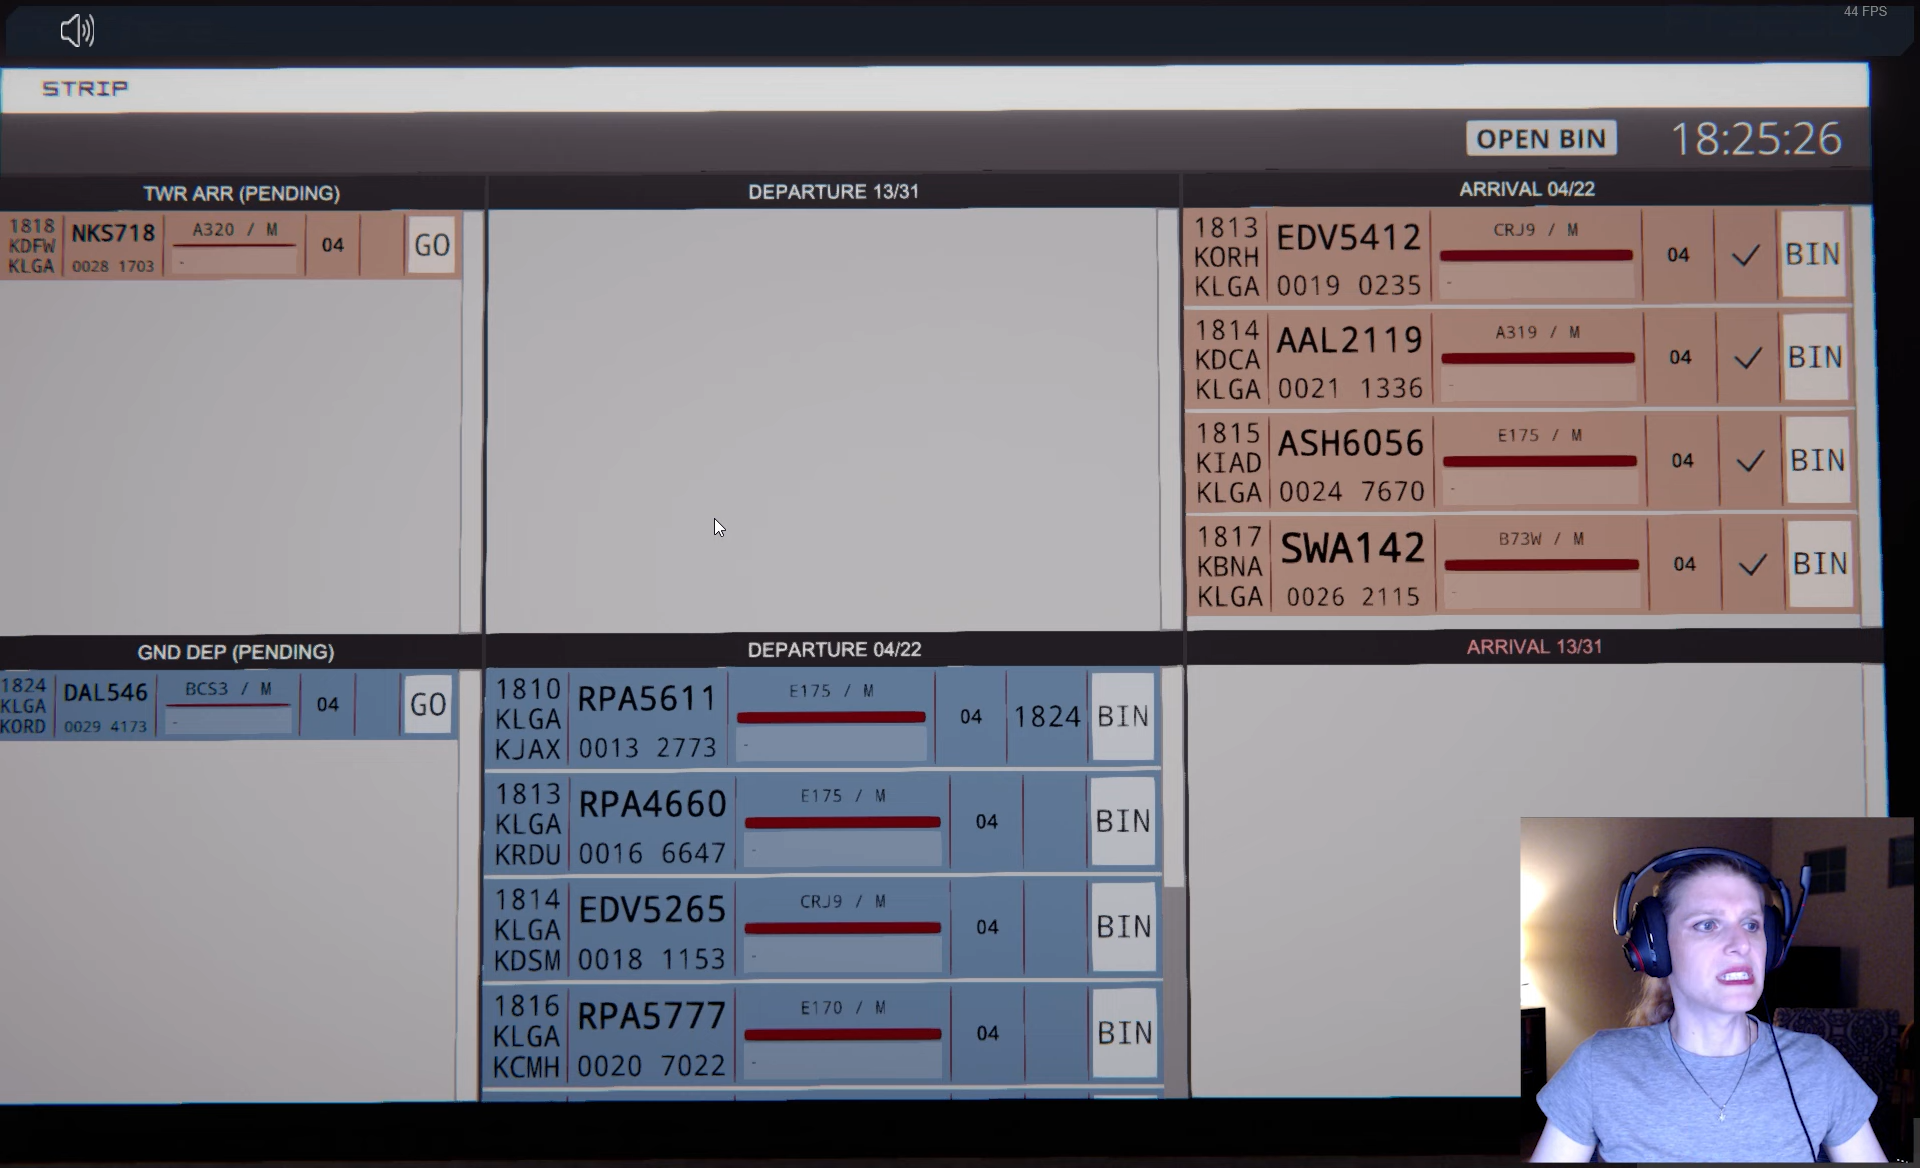 44 FPS
STRIP
OPEN BIN
18:25:26
TWR ARR (PENDING)
1818 NKS718 A320 / M 04 GO
KDFW
KLGA 0028 1703 -
DEPARTURE 13/31
ARRIVAL 04/22
1813 EDV5412 CRJ9 / M 04 ✓ BIN
KORH
KLGA 0019 0235 -
1814 AAL2119 A319 / M 04 ✓ BIN
KDCA
KLGA 0021 1336 -
1815 ASH6056 E175 / M 04 ✓ BIN
KIAD
KLGA 0024 7670 -
1817 SWA142 B73W / M 04 ✓ BIN
KBNA
KLGA 0026 2115 -
GND DEP (PENDING)
1824 DAL546 BCS3 / M 04 GO
KLGA
KORD 0029 4173 -
DEPARTURE 04/22
1810 RPA5611 E175 / M 04 1824 BIN
KLGA
KJAX 0013 2773 -
1813 RPA4660 E175 / M 04 BIN
KLGA
KRDU 0016 6647 -
1814 EDV5265 CRJ9 / M 04 BIN
KLGA
KDSM 0018 1153 -
1816 RPA5777 E170 / M 04 BIN
KLGA
KCMH 0020 7022 -
ARRIVAL 13/31